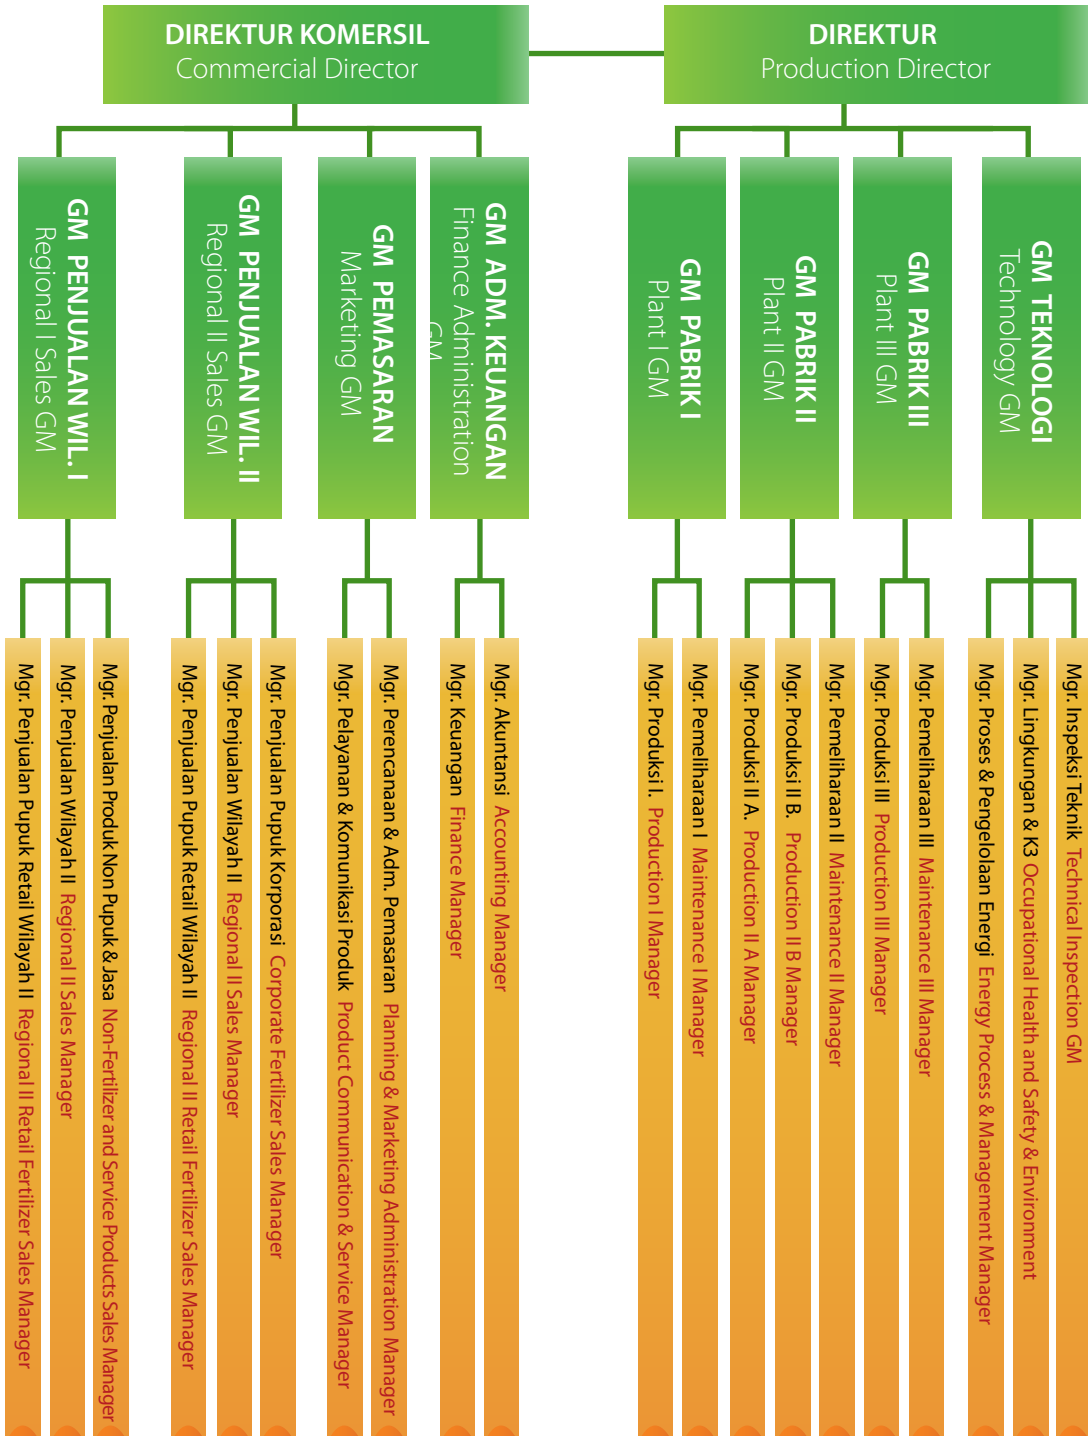 DIREKTUR KOMERSIL
Commercial Director
DIREKTUR
Production Director
GM PENJUALAN WIL. I
Regional I Sales GM
GM PENJUALAN WIL. II
Regional II Sales GM
GM PEMASARAN
Marketing GM
GM ADM. KEUANGAN
Finance Administration
GM
GM PABRIK I
Plant I GM
GM PABRIK II
Plant II GM
GM PABRIK III
Plant III GM
GM TEKNOLOGI
Technology GM
Mgr. Penjualan Pupuk Retail Wilayah II Regional II Retail Fertilizer Sales Manager
Mgr. Penjualan Wilayah II Regional II Sales Manager
Mgr. Penjualan Produk Non Pupuk & Jasa Non-Fertilizer and Service Products Sales Manager
Mgr. Penjualan Pupuk Retail Wilayah II Regional II Retail Fertilizer Sales Manager
Mgr. Penjualan Wilayah II Regional II Sales Manager
Mgr. Penjualan Pupuk Korporasi Corporate Fertilizer Sales Manager
Mgr. Pelayanan & Komunikasi Produk Product Communication & Service Manager
Mgr. Perencanaan & Adm. Pemasaran Planning & Marketing Administration Manager
Mgr. Keuangan Finance Manager
Mgr. Akuntansi Accounting Manager
Mgr. Produksi I. Production I Manager
Mgr. Pemeliharaan I Maintenance I Manager
Mgr. Produksi II A. Production II A Manager
Mgr. Produksi II B. Production II B Manager
Mgr. Pemeliharaan II Maintenance II Manager
Mgr. Produksi III Production III Manager
Mgr. Pemeliharaan III Maintenance III Manager
Mgr. Proses & Pengelolaan Energi Energy Process & Management Manager
Mgr. Lingkungan & K3 Occupational Health and Safety & Environment
Mgr. Inspeksi Teknik Technical Inspection GM